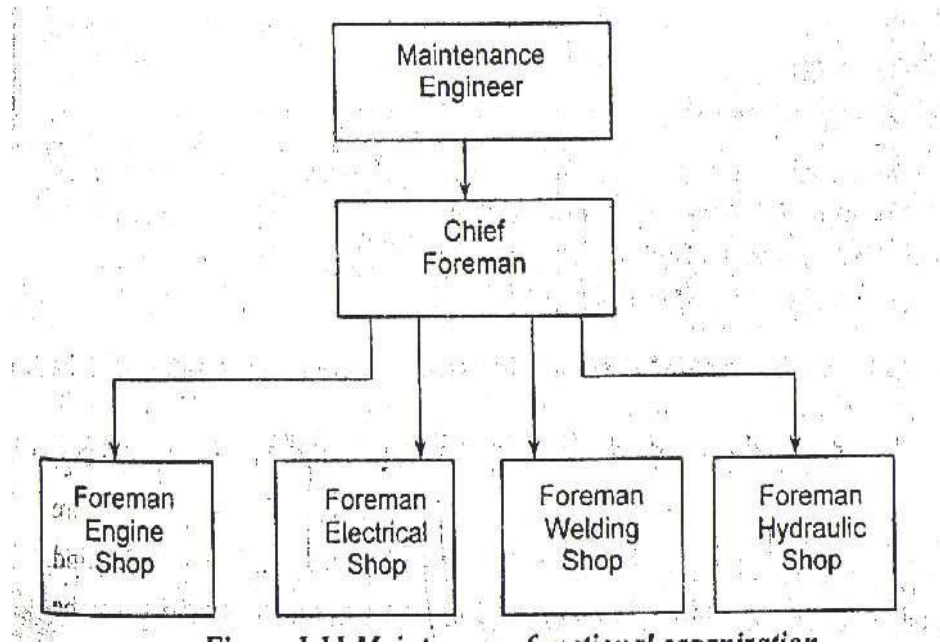 Maintenance
Engineer
Chief
Foreman
Foreman
Engine
Shop
Foreman
Electrical
Shop
Foreman
Welding
Shop
Foreman
Hydraulic
Shop
functional organization